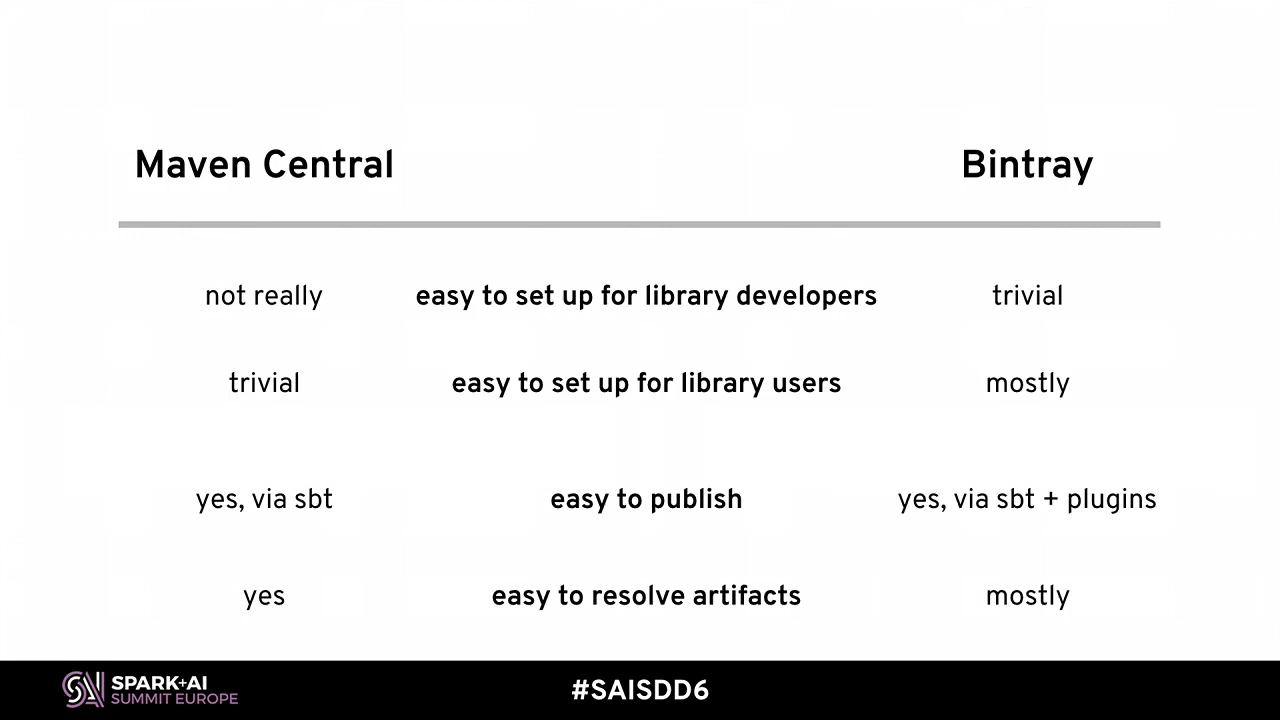 Maven Central Bintray
not really easy to set up for library developers trivial
trivial easy to set up for library users mostly
yes, via sbt easy to publish yes, via sbt + plugins
yes easy to resolve artifacts mostly
SPARK+AI
SUMMIT EUROPE
#SAISDD6